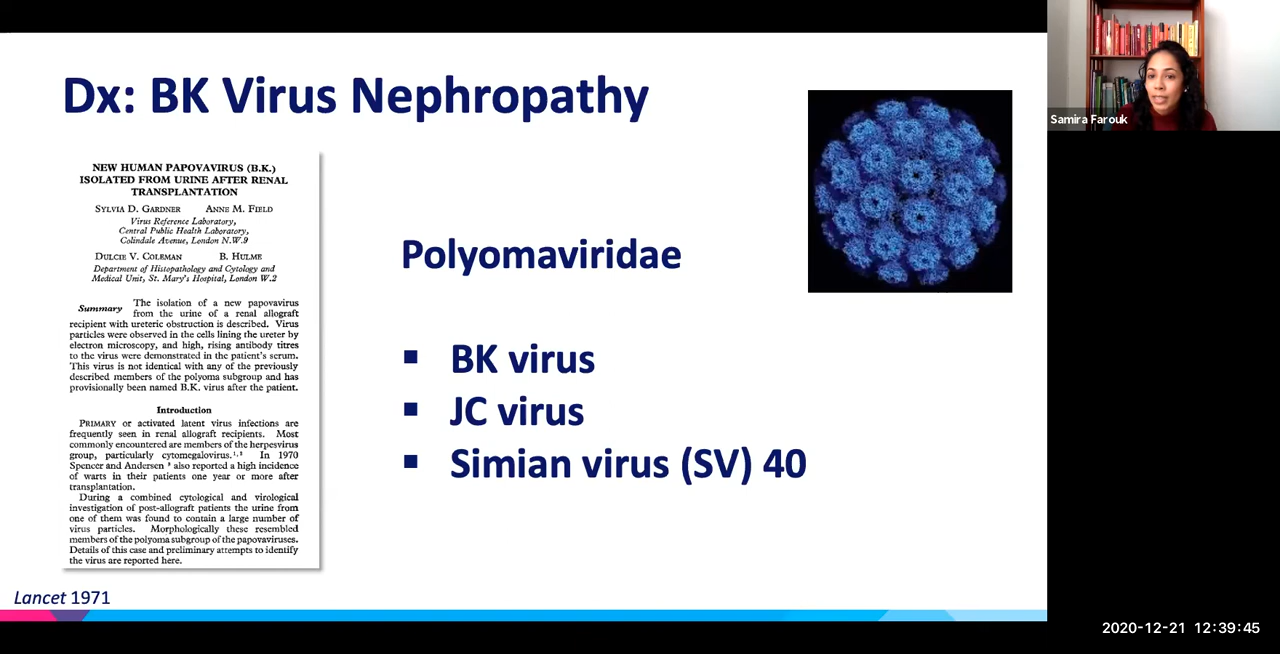 Dx: BK Virus Nephropathy
Samira Farouk
NEW HUMAN PAPOVAVIRUS (B.K.)
ISOLATED FROM URINE AFTER RENAL
TRANSPLANTATION
SYLVIA D. GARDNER ANNE M. FIELD
Virus Reference Laboratory,
Central Public Health Laboratory,
Colindale Avenue, London N.W.9
DULCIE V. COLEMAN B. HULME
Department of Histopathology and Cytology and
Medical Unit, St. Mary's Hospital, London W.2
Summary The isolation of a new papovavirus
from the urine of a renal allograft
recipient with ureteric obstruction is described. Virus
particles were observed in the cells lining the ureter by
electron microscopy, and high, rising antibody titres
to the virus were demonstrated in the patient's serum.
This virus is not identical with any of the previously
described members of the polyoma subgroup and has
provisionally been named B.K. virus after the patient.
Introduction
PRIMARY or activated latent virus infections are
frequently seen in renal allograft recipients. Most
commonly encountered are members of the herpesvirus
group, particularly cytomegalovirus. In 1970
Spencer and Andersen also reported a high incidence
of warts in their patients one year or more after
transplantation.
During a combined cytological and virological
investigation of post-allograft patients the urine from
one of them was found to contain a large number of
virus particles. Morphologically these resembled
members of the polyoma subgroup of the papovaviruses.
Details of this case and preliminary attempts to identify
the virus are reported here.
Polyomaviridae
▪ BK virus
▪ JC virus
▪ Simian virus (SV) 40
Lancet 1971
2020-12-21 12:39:45